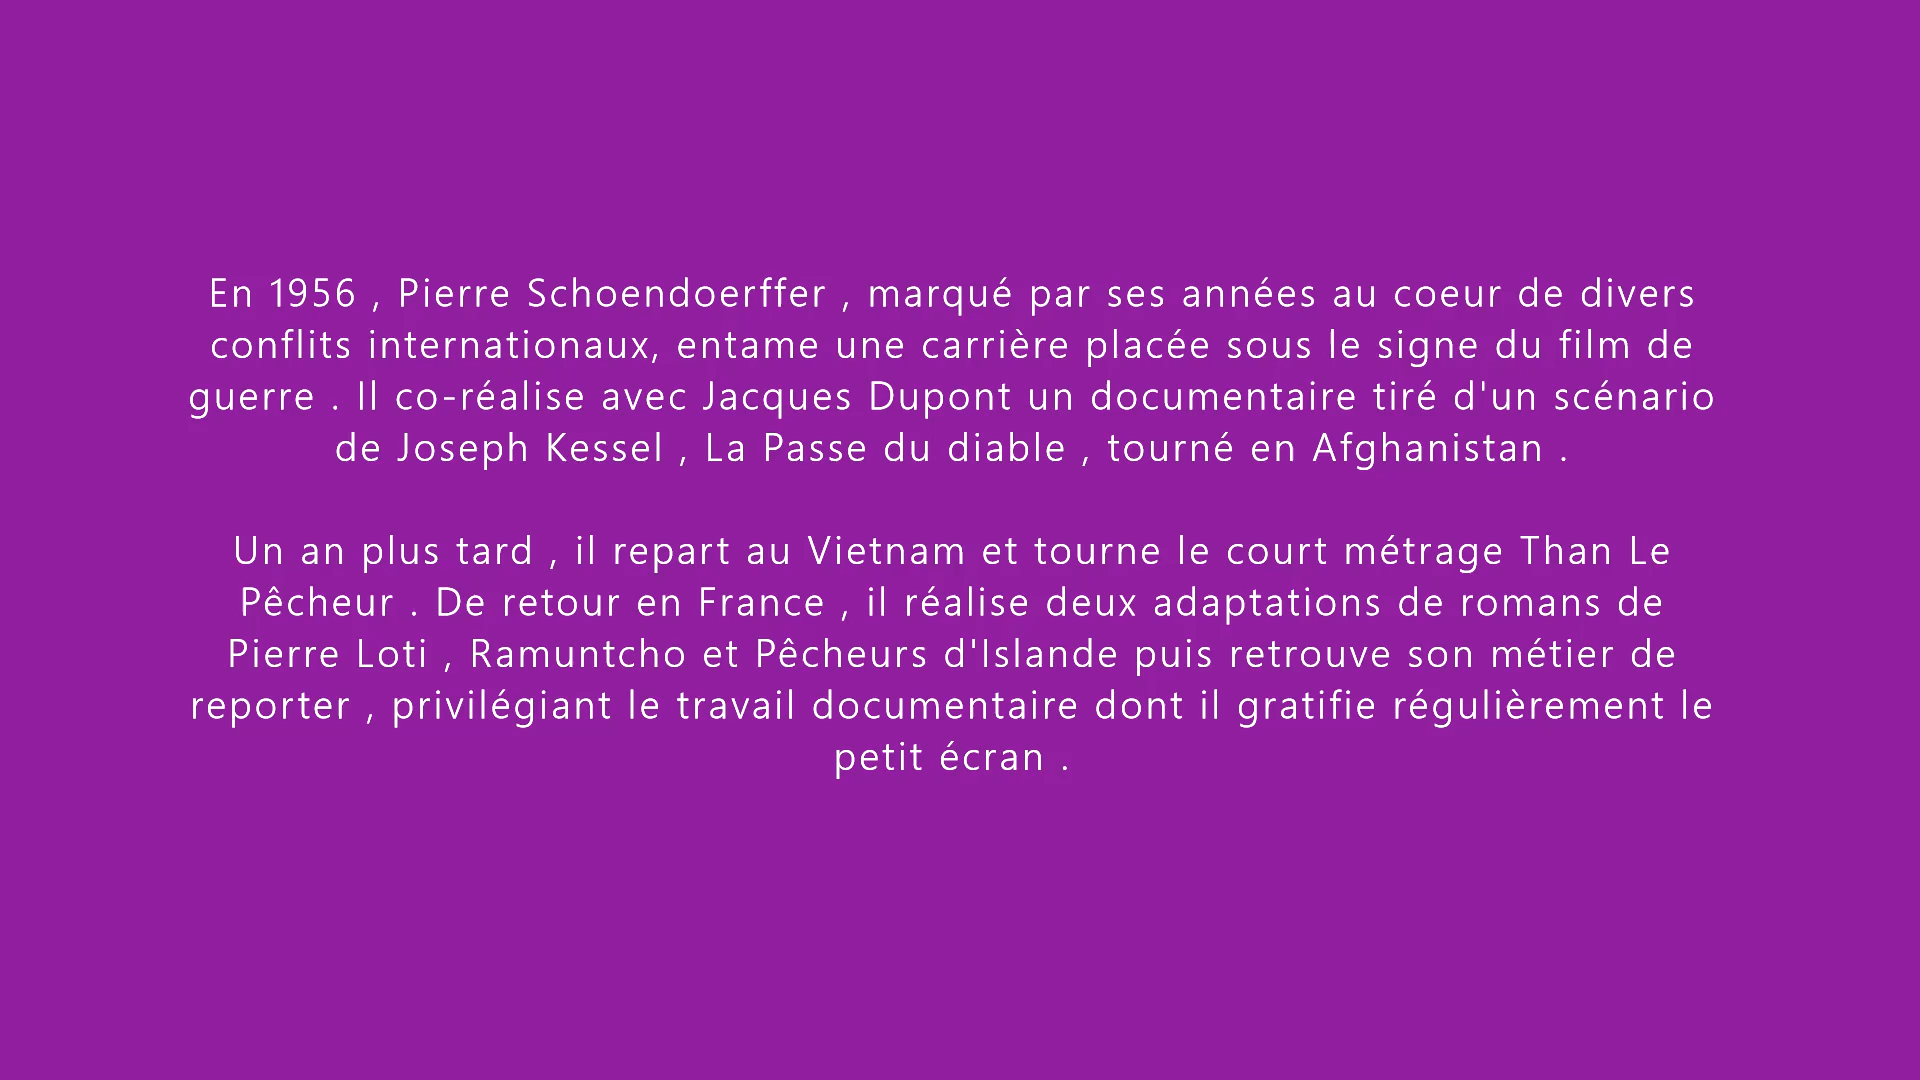 En 1956 , Pierre Schoendoerffer , marqué par ses années au coeur de divers
conflits internationaux, entame une carrière placée sous le signe du film de
guerre . Il co-réalise avec Jacques Dupont un documentaire tiré d'un scénario
de Joseph Kessel , La Passe du diable , tourné en Afghanistan .
Un an plus tard , il repart au Vietnam et tourne le court métrage Than Le
Pêcheur . De retour en France , il réalise deux adaptations de romans de
Pierre Loti , Ramuntcho et Pêcheurs d'Islande puis retrouve son métier de
reporter , privilégiant le travail documentaire dont il gratifie régulièrement le
petit écran .